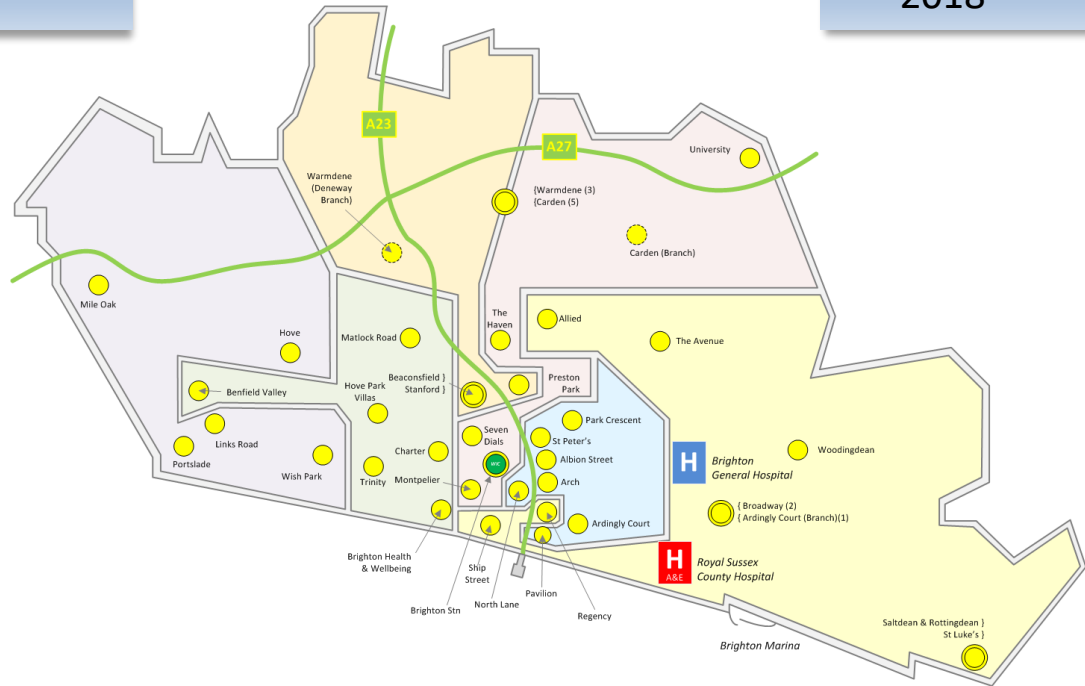 2018
A23
A27
University
Warmdene
(Deneway
Branch)
{Warmdene (3)
{Carden (5)
Carden (Branch)
Mile Oak
The
Haven
Allied
Hove
Matlock Road
The Avenue
Beaconsfield }
Stanford }
Preston
Park
Benfield Valley
Hove Park
Villas
Park Crescent
Links Road
Seven
Dials
St Peter's
Portslade
Charter
Albion Street
Woodingdean
H
Brighton
General Hospital
WIC
Wish Park
Trinity
Montpelier
Arch
{ Broadway (2)
{ Ardingly Court (Branch)(1)
Ardingly Court
Brighton Health
& Wellbeing
Ship
Street
H
A&E
Royal Sussex
County Hospital
Pavilion
Brighton Stn
North Lane
Regency
Saltdean & Rottingdean }
St Luke's }
Brighton Marina